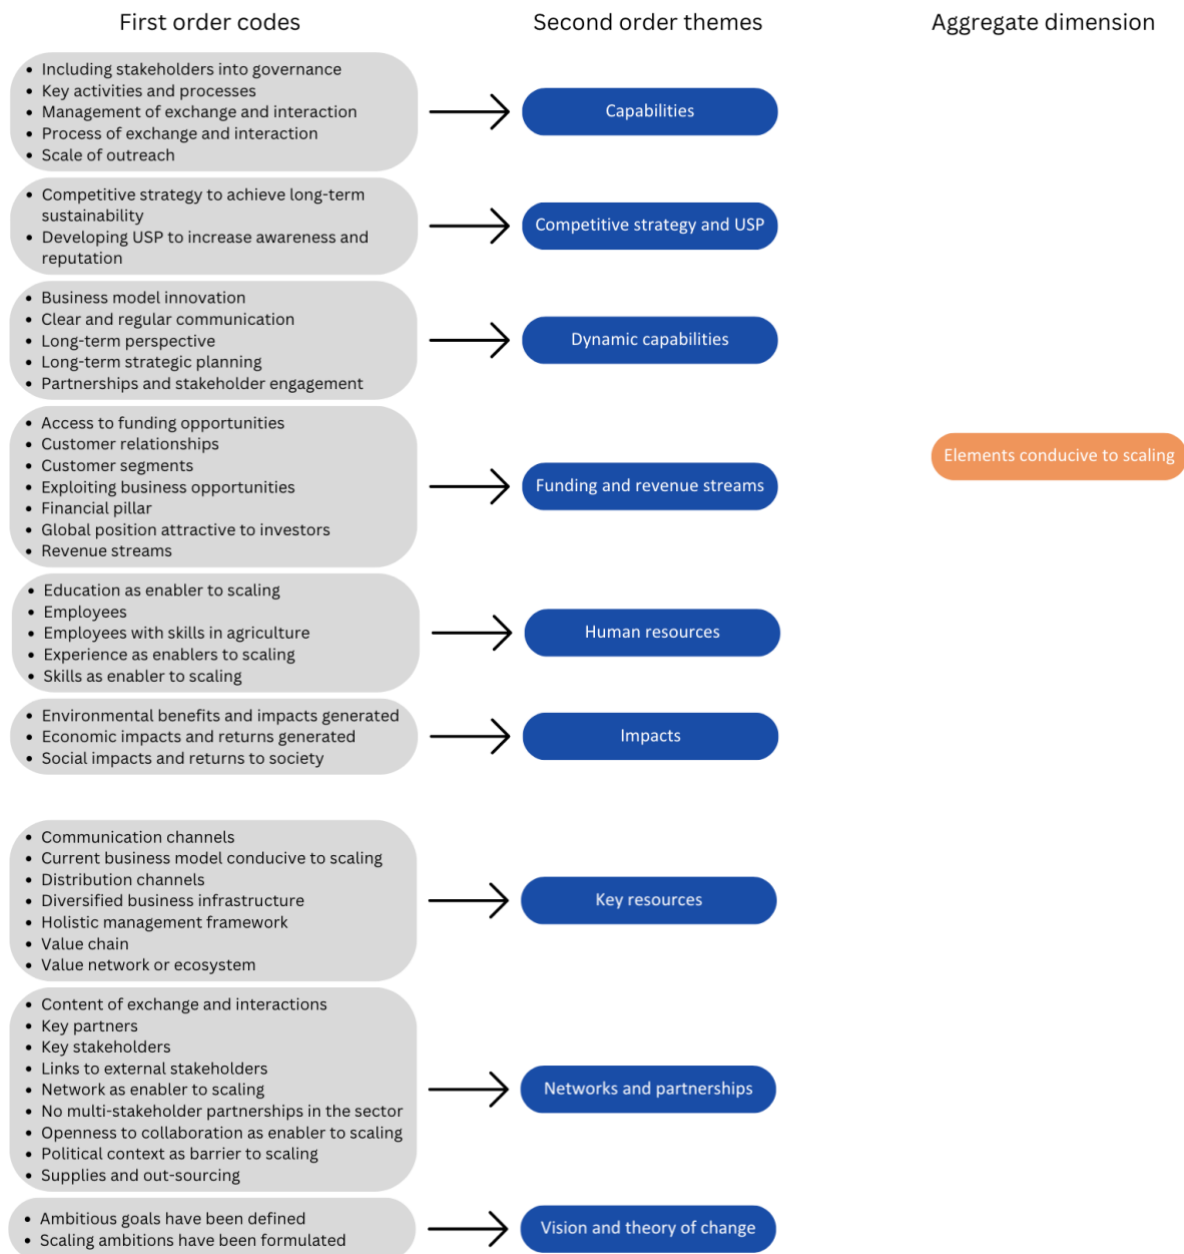 First order codes
Second order themes
Aggregate dimension
• Including stakeholders into governance
• Key activities and processes
• Management of exchange and interaction
• Process of exchange and interaction
• Scale of outreach
Capabilities
• Competitive strategy to achieve long-term
sustainability
• Developing USP to increase awareness and
reputation
Competitive strategy and USP
• Business model innovation
• Clear and regular communication
• Long-term perspective
• Long-term strategic planning
• Partnerships and stakeholder engagement
Dynamic capabilities
• Access to funding opportunities
• Customer relationships
• Customer segments
• Exploiting business opportunities
• Financial pillar
• Global position attractive to investors
• Revenue streams
Funding and revenue streams
Elements conducive to scaling
• Education as enabler to scaling
• Employees
• Employees with skills in agriculture
• Experience as enablers to scaling
• Skills as enabler to scaling
Human resources
• Environmental benefits and impacts generated
• Economic impacts and returns generated
• Social impacts and returns to society
Impacts
• Communication channels
• Current business model conducive to scaling
• Distribution channels
• Diversified business infrastructure
• Holistic management framework
• Value chain
• Value network or ecosystem
Key resources
• Content of exchange and interactions
• Key partners
• Key stakeholders
• Links to external stakeholders
• Network as enabler to scaling
• No multi-stakeholder partnerships in the sector
• Openness to collaboration as enabler to scaling
• Political context as barrier to scaling
• Supplies and out-sourcing
Networks and partnerships
• Ambitious goals have been defined
• Scaling ambitions have been formulated
Vision and theory of change